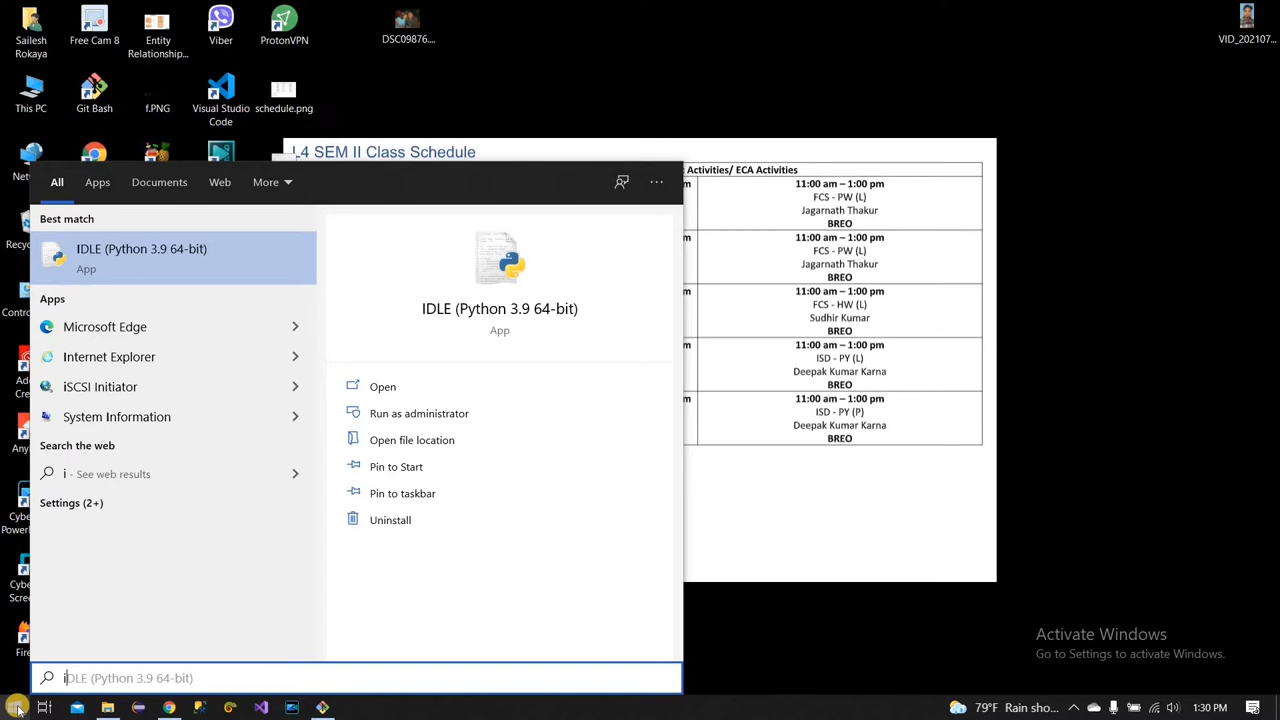 Sailesh
Rokaya
Free Cam 8
Entity
Relationship...
Viber
ProtonVPN
DSC09876....
VID_202107...
This PC
Git Bash
f.PNG
Visual Studio
Code
schedule.png
L4 SEM II Class Schedule
Activities/ ECA Activities
11:00 am – 1:00 pm
FCS - PW (L)
Jagarnath Thakur
BREO
11:00 am – 1:00 pm
FCS - PW (L)
Jagarnath Thakur
BREO
11:00 am – 1:00 pm
FCS - HW (L)
Sudhir Kumar
BREO
11:00 am – 1:00 pm
ISD - PY (L)
Deepak Kumar Karna
BREO
11:00 am – 1:00 pm
ISD - PY (P)
Deepak Kumar Karna
BREO
All
Apps
Documents
Web
More
Best match
IDLE (Python 3.9 64-bit)
App
Apps
Microsoft Edge
Internet Explorer
iSCSI Initiator
System Information
Search the web
i - See web results
Settings (2+)
IDLE (Python 3.9 64-bit)
App
Open
Run as administrator
Open file location
Pin to Start
Pin to taskbar
Uninstall
iDLE (Python 3.9 64-bit)
Activate Windows
Go to Settings to activate Windows.
79°F Rain sho...
1:30 PM